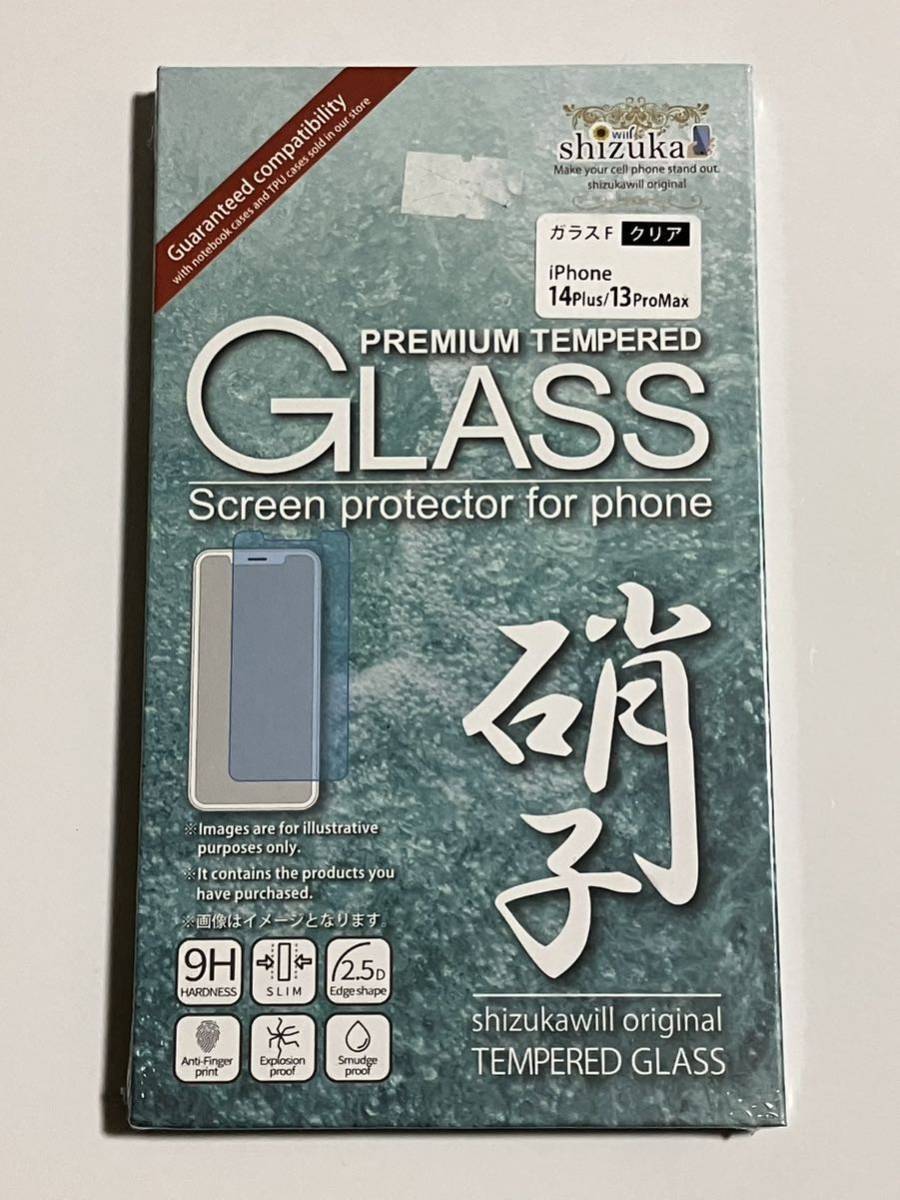 Guaranteed compatibility
with notebook cases and TPU cases sold in our store
will
shizuka
Make your cell phone stand out.
shizukawill original
ガラスF クリア
iPhone
14Plus/13ProMax
PREMIUM TEMPERED
GLASS
Screen protector for phone
硝子
※Images are for illustrative
purposes only.
※It contains the products you
have purchased.
※画像はイメージとなります。
9H
HARDNESS
SLIM
2.5D
Edge shape
Anti-Finger
print
Explosion
proof
Smudge
proof
shizukawill original
TEMPERED GLASS